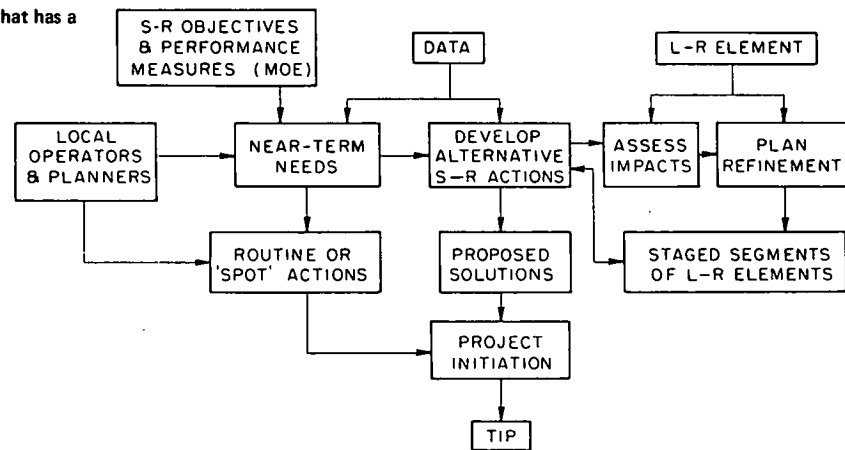 hat has a
S-R OBJECTIVES
& PERFORMANCE
MEASURES (MOE)
DATA
L-R ELEMENT
LOCAL
OPERATORS
& PLANNERS
NEAR-TERM
NEEDS
DEVELOP
ALTERNATIVE
S-R ACTIONS
ASSESS
IMPACTS
PLAN
REFINEMENT
ROUTINE OR
'SPOT' ACTIONS
PROPOSED
SOLUTIONS
STAGED SEGMENTS
OF L-R ELEMENTS
PROJECT
INITIATION
TIP